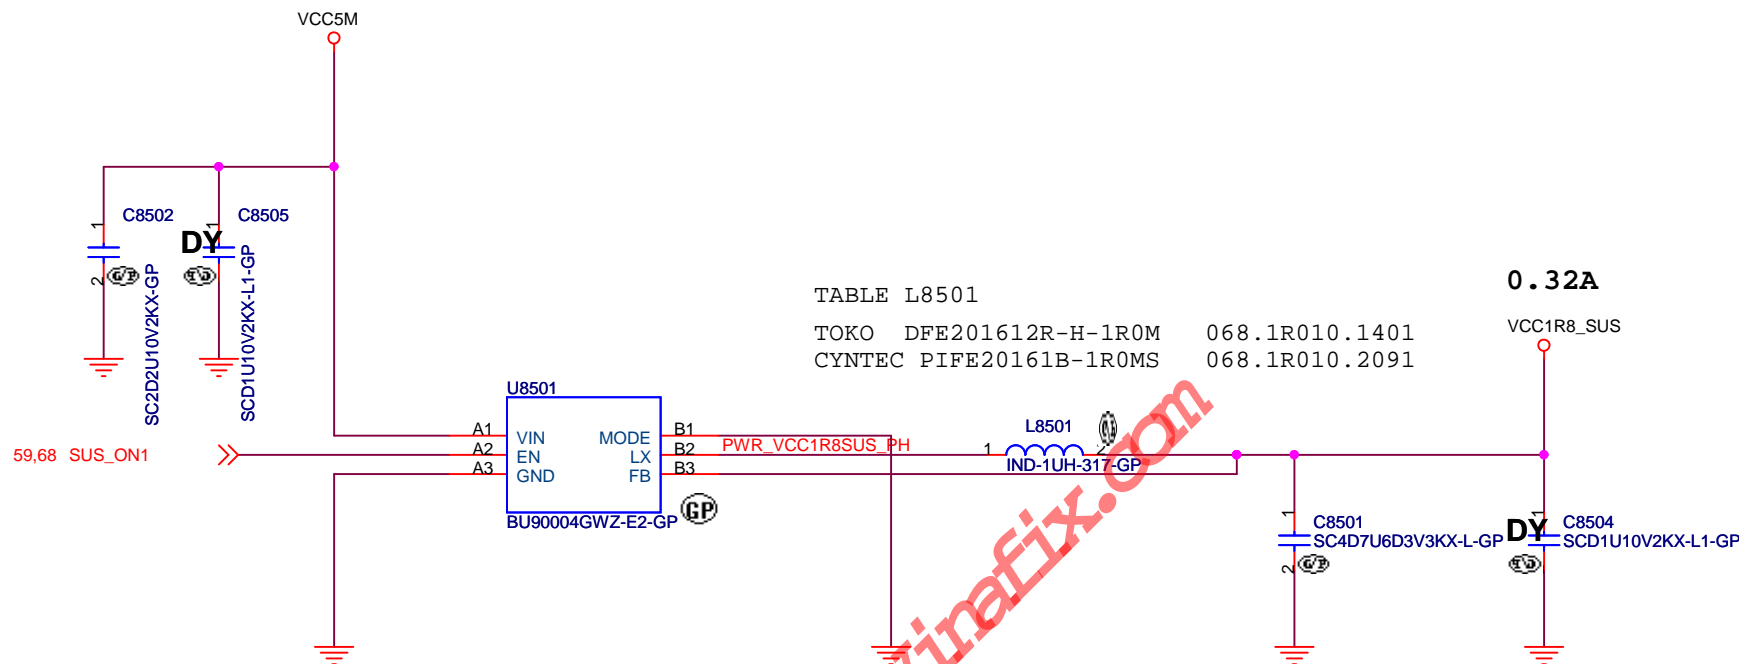 VCC5M
C8502
C8505
1
1
DY
2
G/P
SC2D2U10V2KX-GP
SCD1U10V2KX-L1-GP
TABLE L8501
TOKO DFE201612R-H-1R0M 068.1R010.1401
CYNTEC PIFE20161B-1R0MS 068.1R010.2091
0.32A
VCC1R8_SUS
U8501
59,68 SUS_ON1
A1 VIN MODE B1
A2 EN LX B2
A3 GND FB B3
PWR_VCC1R8SUS_PH
BU90004GWZ-E2-GP
GP
L8501
1
2
IND-1UH-317-GP
1
C8501
SC4D7U6D3V3KX-L-GP
2
G/P
DY
1
C8504
SCD1U10V2KX-L1-GP
vinafix.com